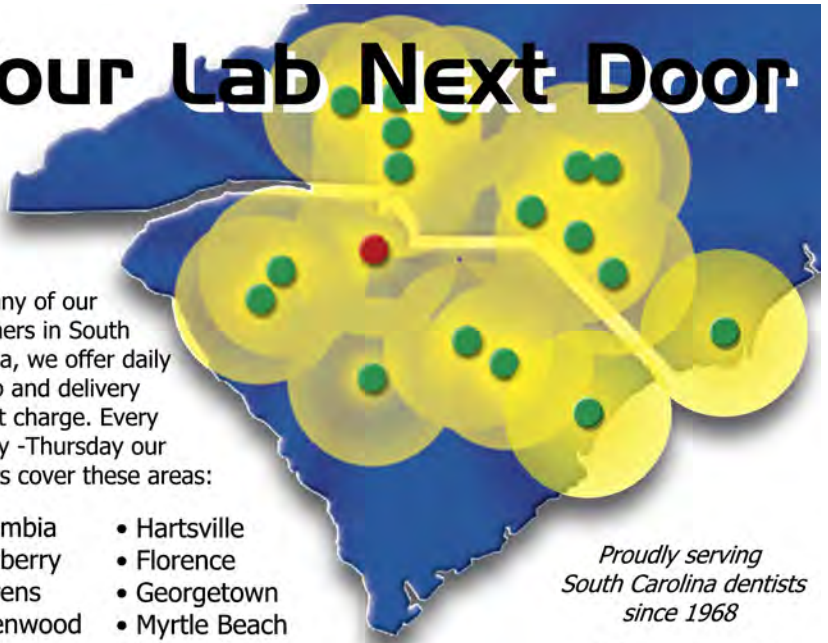 our Lab Next Door
any of our
ners in South
a, we offer daily
p and delivery
t charge. Every
y -Thursday our
s cover these areas:
mbia
berry
ens
enwood
• Hartsville
• Florence
• Georgetown
• Myrtle Beach
Proudly serving
South Carolina dentists
since 1968